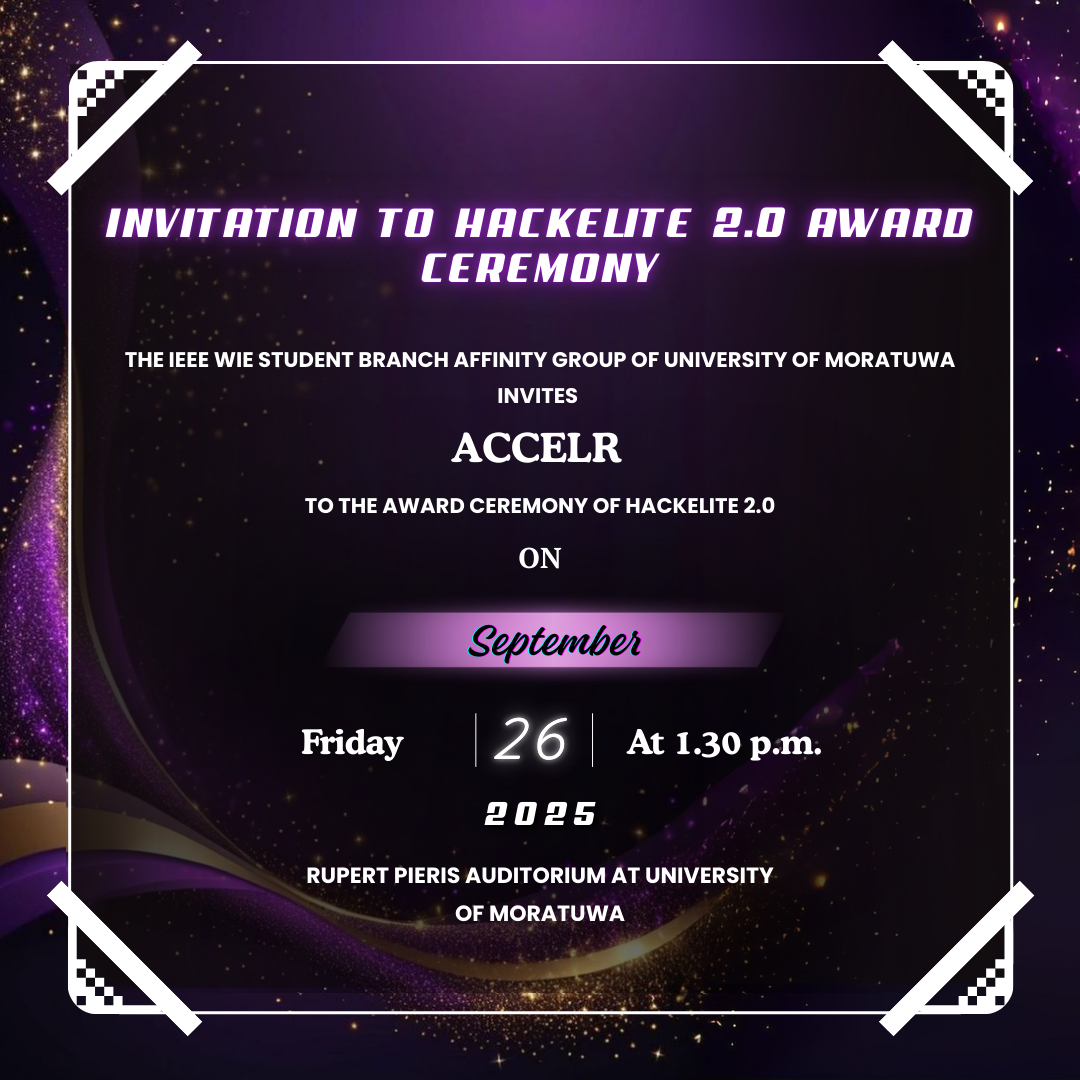 INVITATION TO HACKELITE 2.0 AWARD
CEREMONY
THE IEEE WIE STUDENT BRANCH AFFINITY GROUP OF UNIVERSITY OF MORATUWA
INVITES
ACCELR
TO THE AWARD CEREMONY OF HACKELITE 2.0
ON
September
Friday 26 At 1.30 p.m.
2025
RUPERT PIERIS AUDITORIUM AT UNIVERSITY
OF MORATUWA